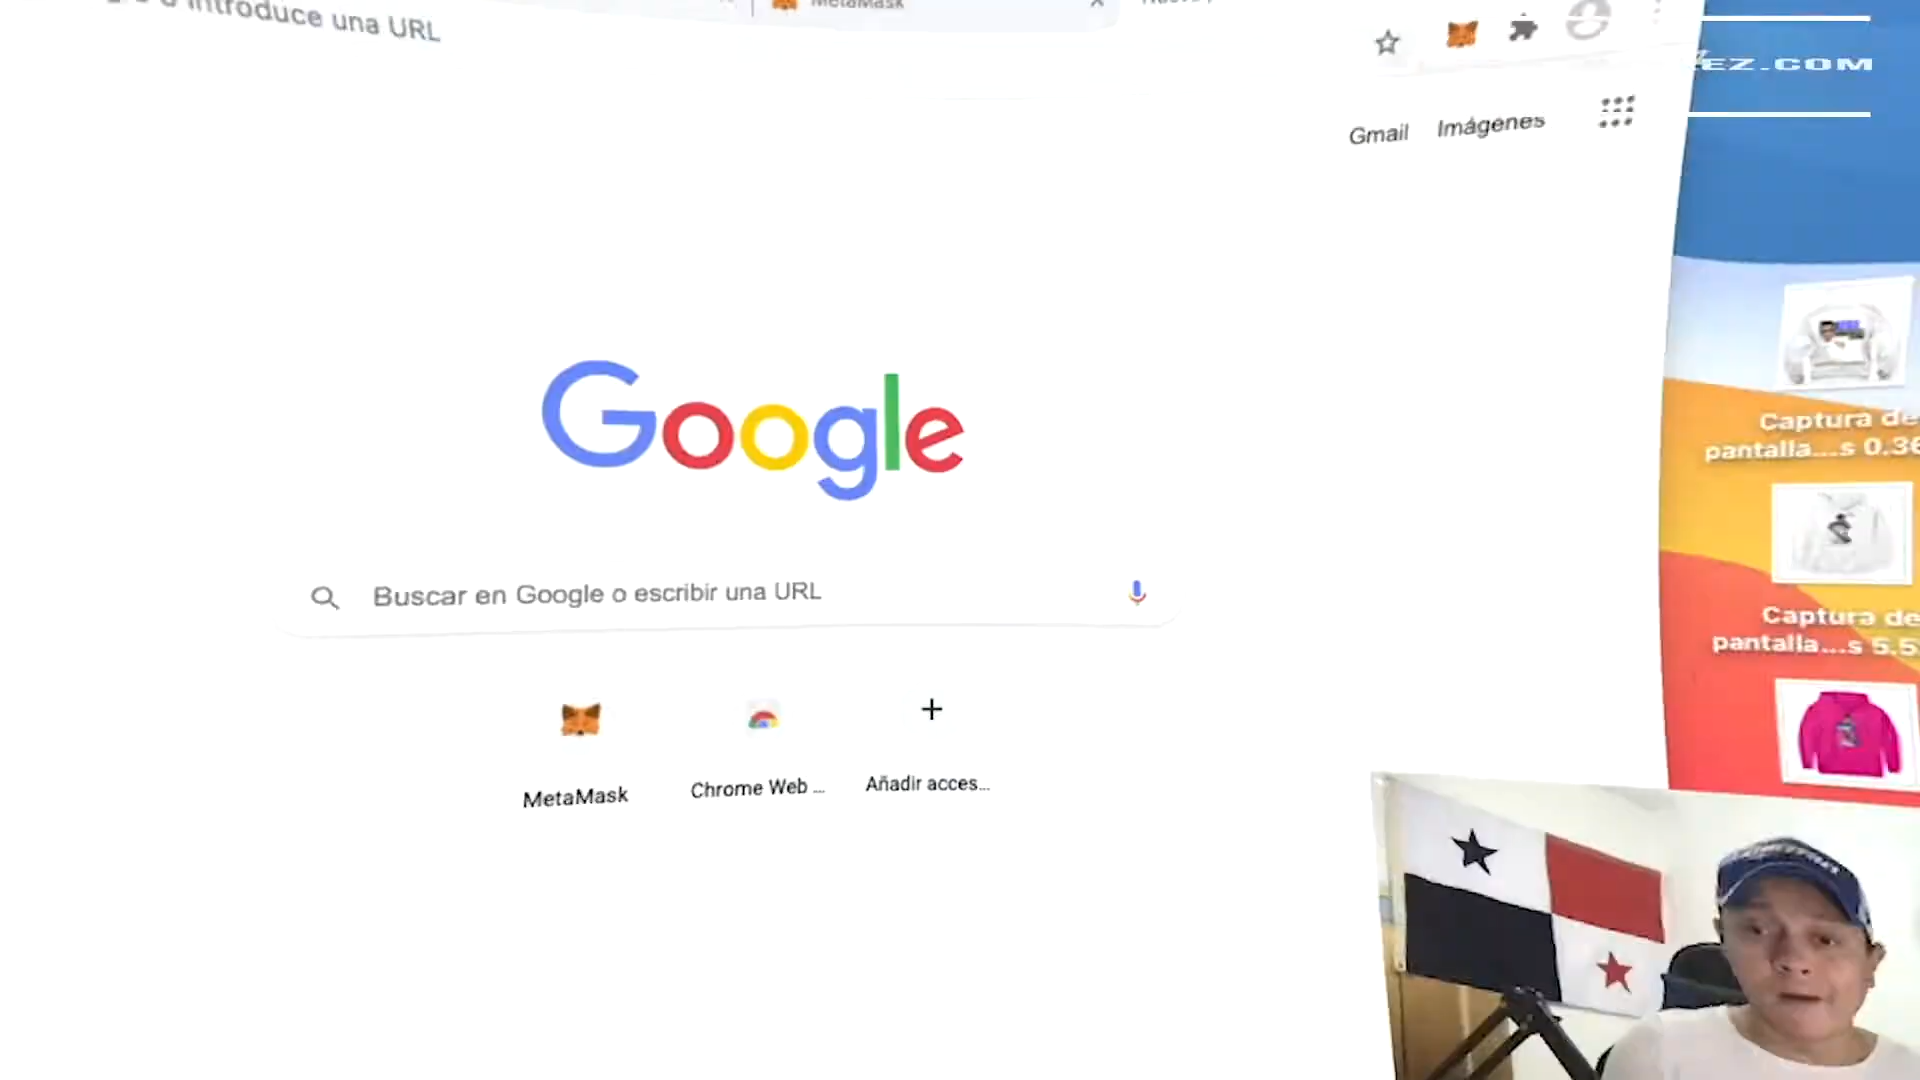 introduce una URL
MetaMask
EZ.COM
Gmail
Imágenes
Google
Buscar en Google o escribir una URL
MetaMask
Chrome Web ...
Añadir acces...
Captura de
pantalla....s 0.36
Captura de
pantalla....s 5.5